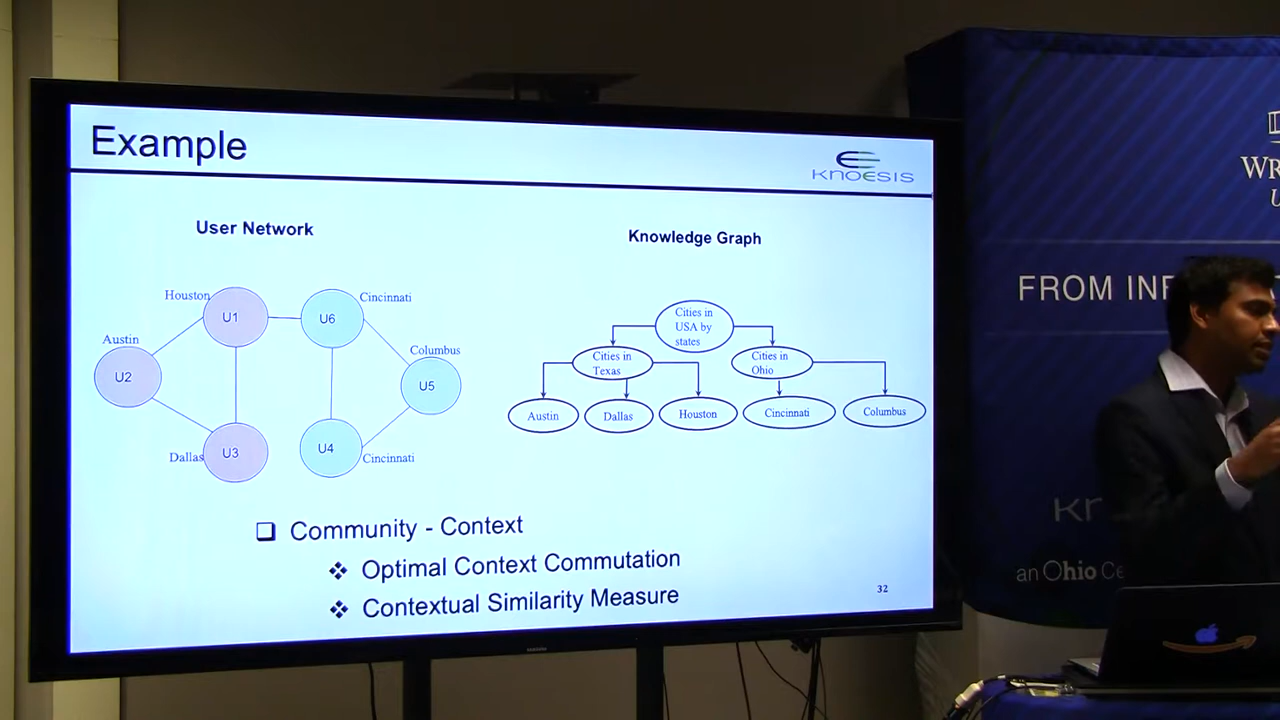 Example
KNOESIS
User Network
Knowledge Graph
Houston
U1
U6
Cincinnati
Austin
U2
Columbus
U5
Dallas
U3
U4
Cincinnati
Cities in
USA by
states
Cities in
Texas
Cities in
Ohio
Austin
Dallas
Houston
Cincinnati
Columbus
Community - Context
Optimal Context Commutation
Contextual Similarity Measure
32
WR
U
FROM INF
Kn
an Ohio Ce